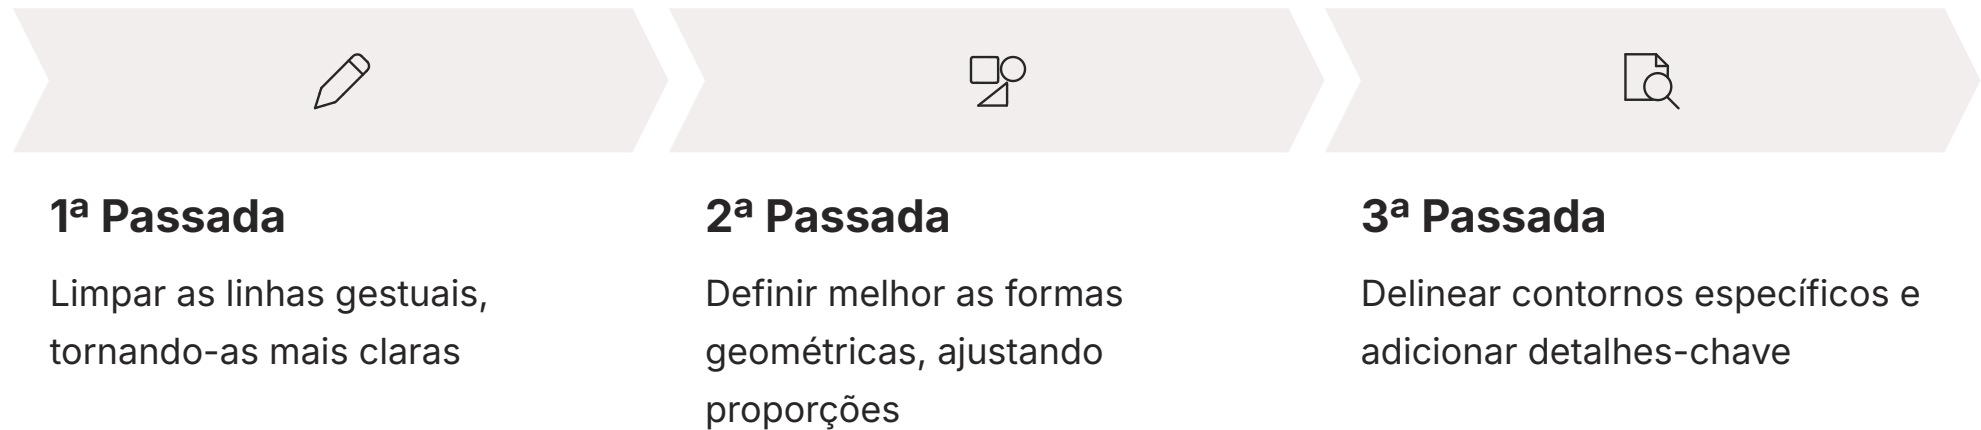 1ª Passada
Limpar as linhas gestuais,
tornando-as mais claras
2ª Passada
Definir melhor as formas
geométricas, ajustando
proporções
3ª Passada
Delinear contornos específicos e
adicionar detalhes-chave